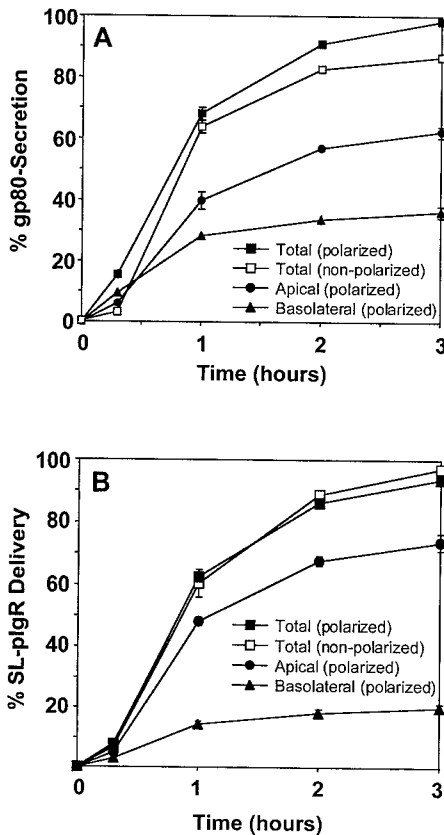 A
% gp80-Secretion
100
80
60
40
20
0
Total (polarized)
Total (non-polarized)
Apical (polarized)
Basolateral (polarized)
0 1 2 3
Time (hours)
B
% SL-pIgR Delivery
100
80
60
40
20
Total (polarized)
Total (non-polarized)
Apical (polarized)
Basolateral (polarized)
0 1 2 3
Time (hours)